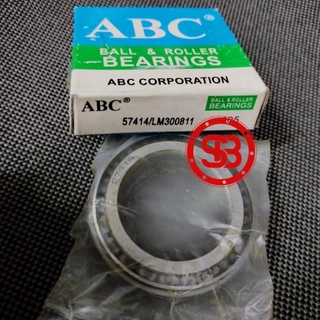 ABC®
BALL & ROLLER
BEARINGS
ABC CORPORATION
ABC®
BALL & ROLLER
BEARINGS
57414/LM300811
SB